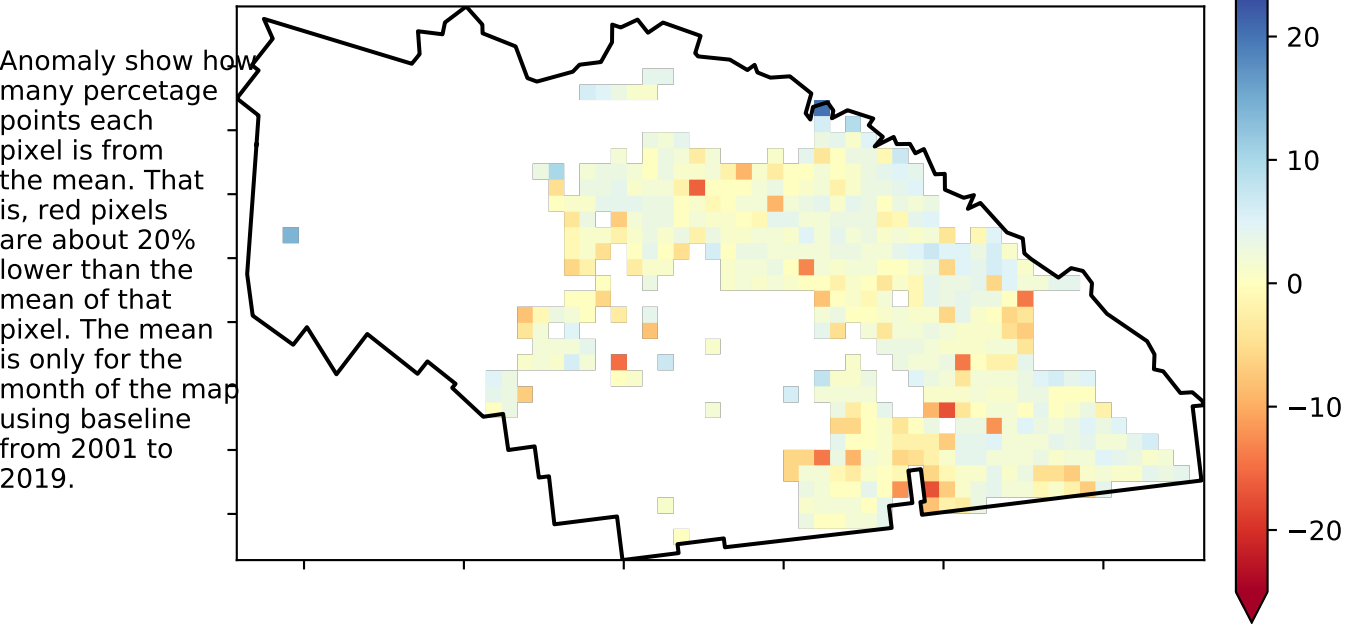 Anomaly show how
many percetage
points each
pixel is from
the mean. That
is, red pixels
are about 20%
lower than the
mean of that
pixel. The mean
is only for the
month of the map
using baseline
from 2001 to
2019.
20
10
0
−10
−20